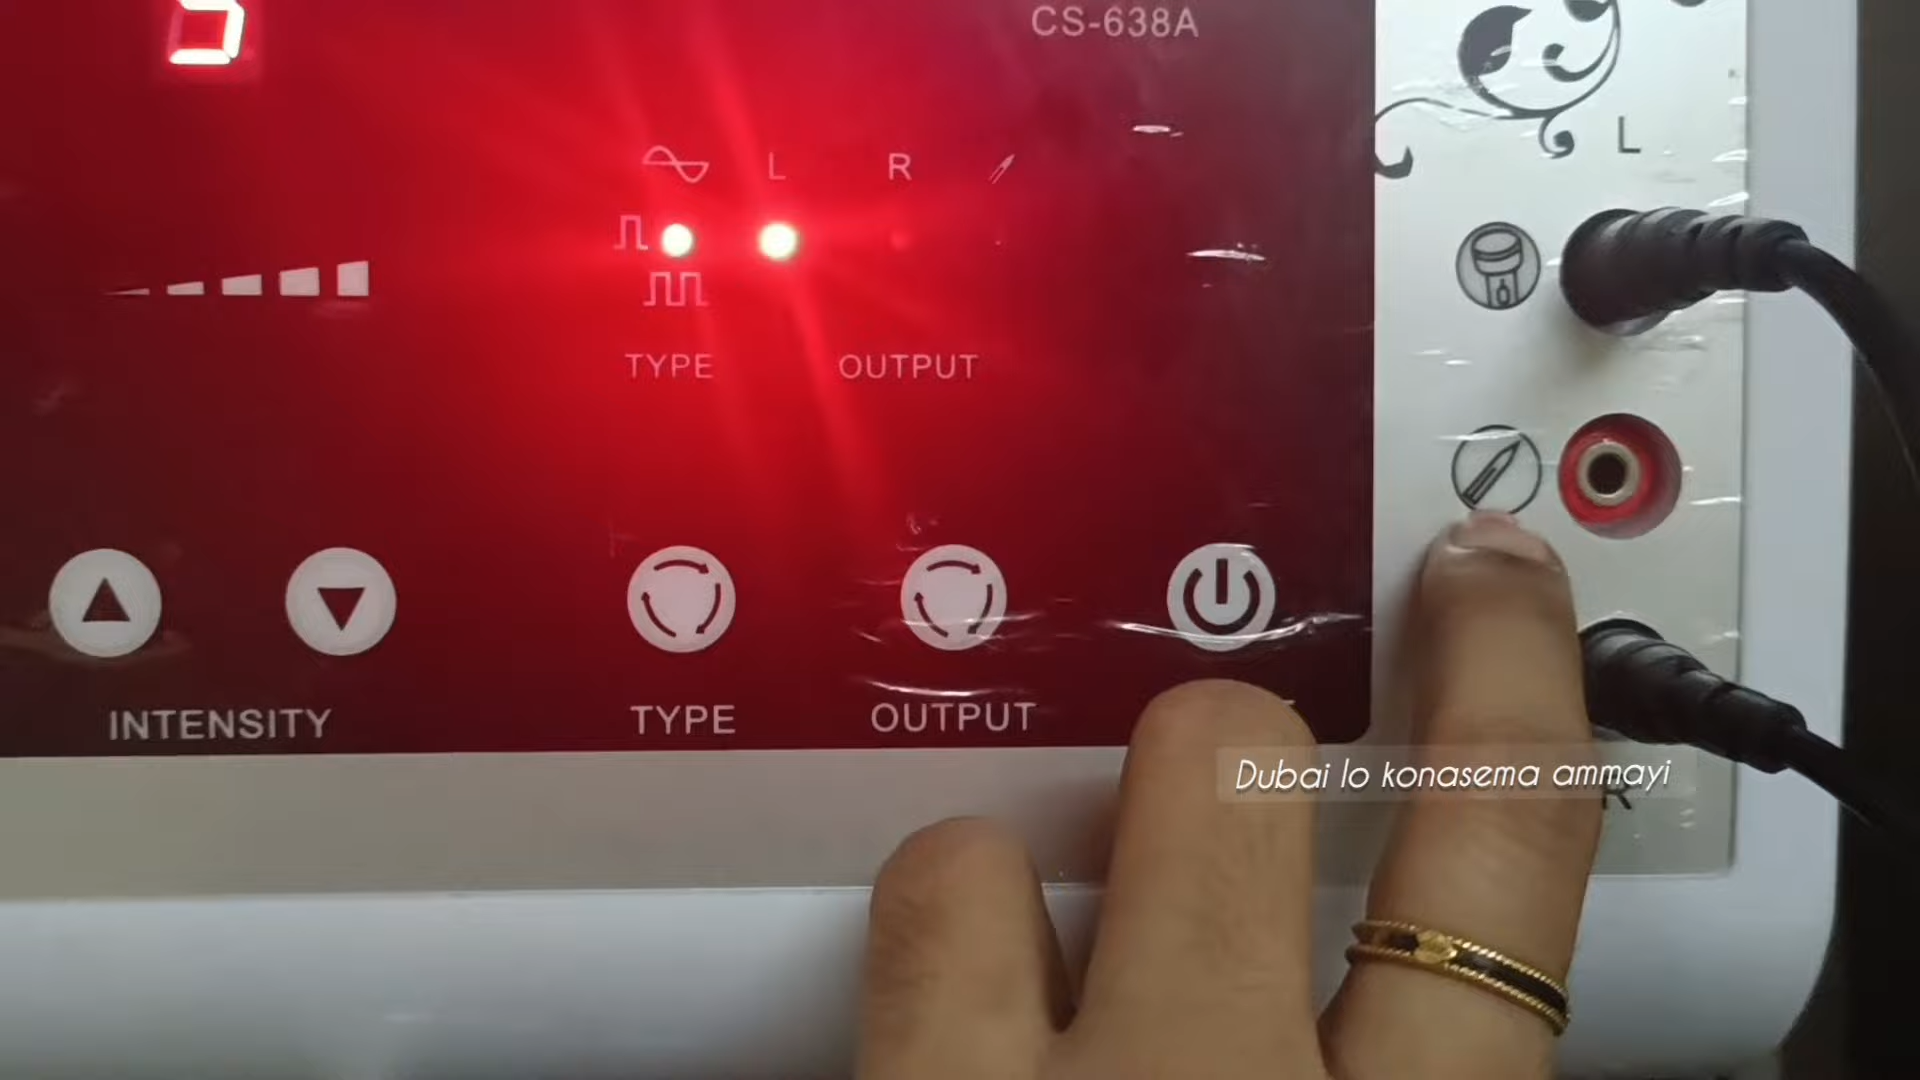 CS-638A
L
L R
TYPE OUTPUT
INTENSITY TYPE OUTPUT
Dubai lo konasema ammayi
R